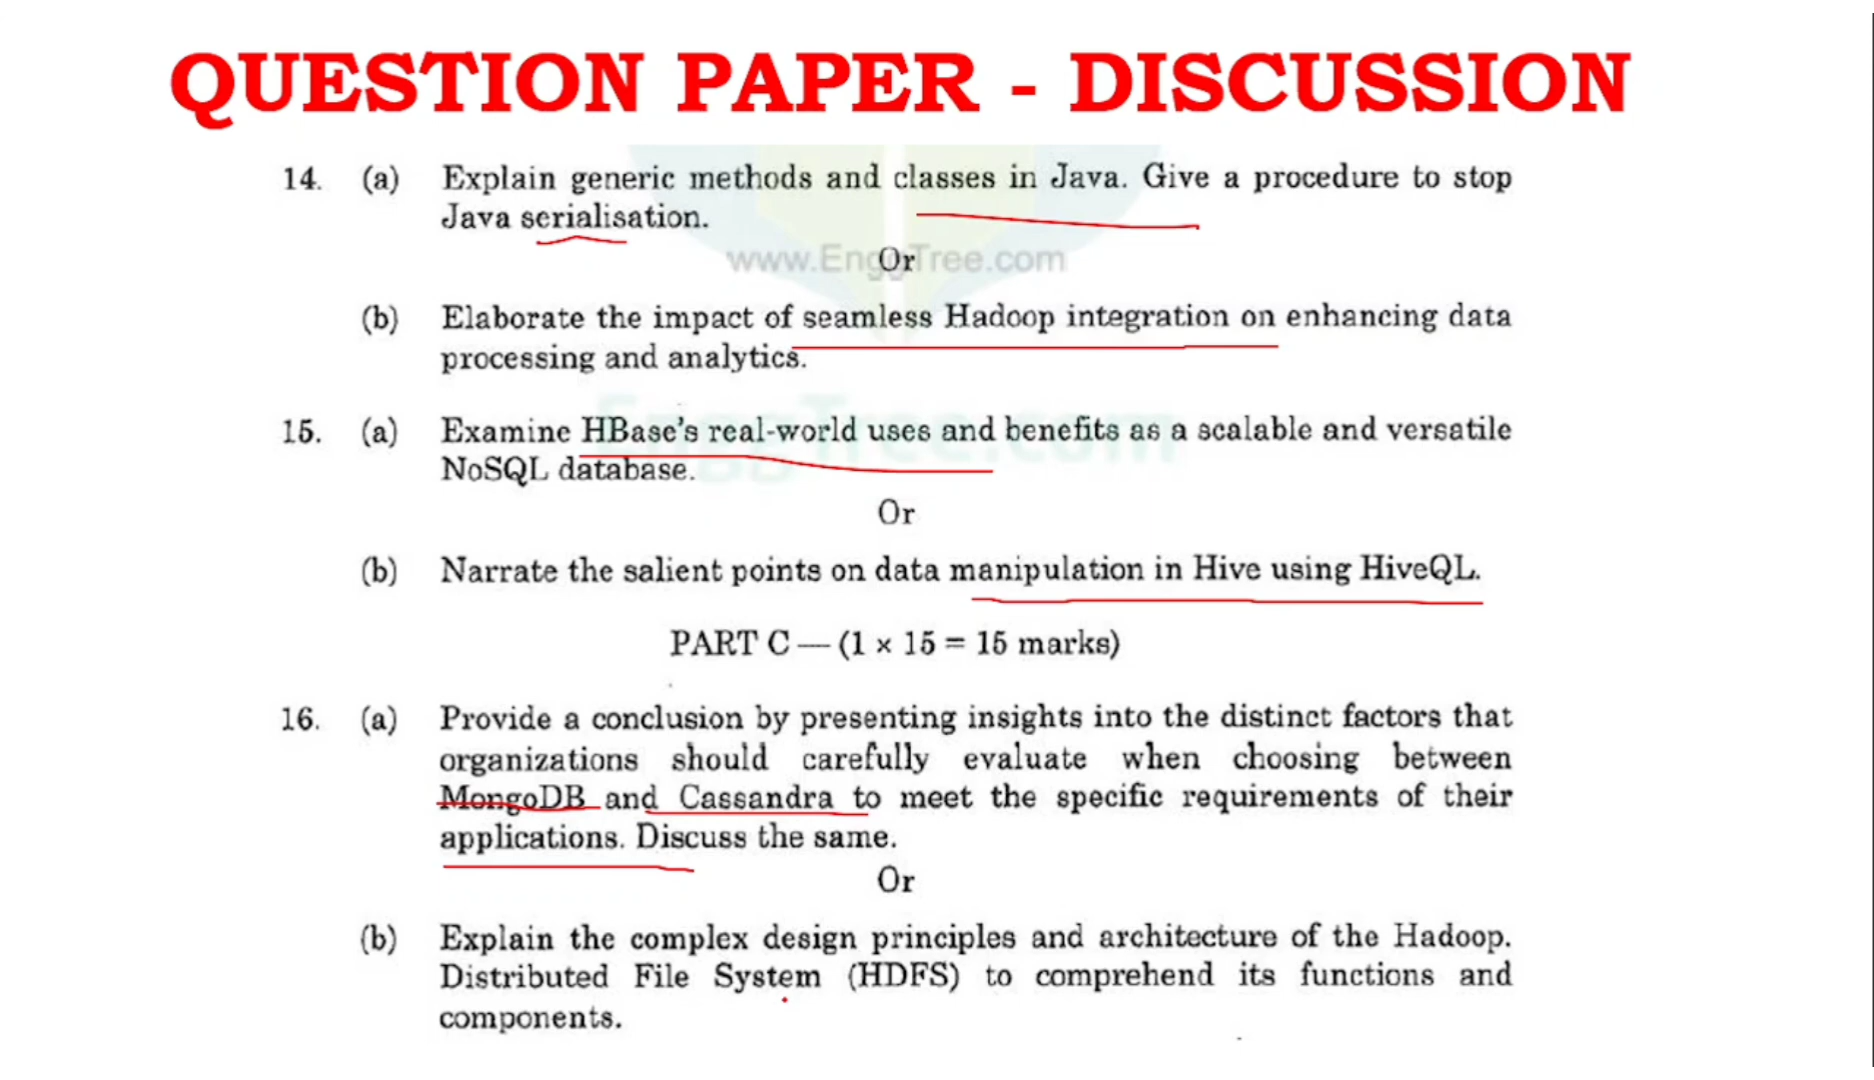 QUESTION PAPER - DISCUSSION
14. (a) Explain generic methods and classes in Java. Give a procedure to stop
Java serialisation.
www.EnggTree.com
Or
(b) Elaborate the impact of seamless Hadoop integration on enhancing data
processing and analytics.
EnggTree.com
15. (a) Examine HBase's real-world uses and benefits as a scalable and versatile
NoSQL database.
Or
(b) Narrate the salient points on data manipulation in Hive using HiveQL.
PART C — (1 × 15 = 15 marks)
16. (a) Provide a conclusion by presenting insights into the distinct factors that
organizations should carefully evaluate when choosing between
MongoDB and Cassandra to meet the specific requirements of their
applications. Discuss the same.
Or
(b) Explain the complex design principles and architecture of the Hadoop.
Distributed File System (HDFS) to comprehend its functions and
components.